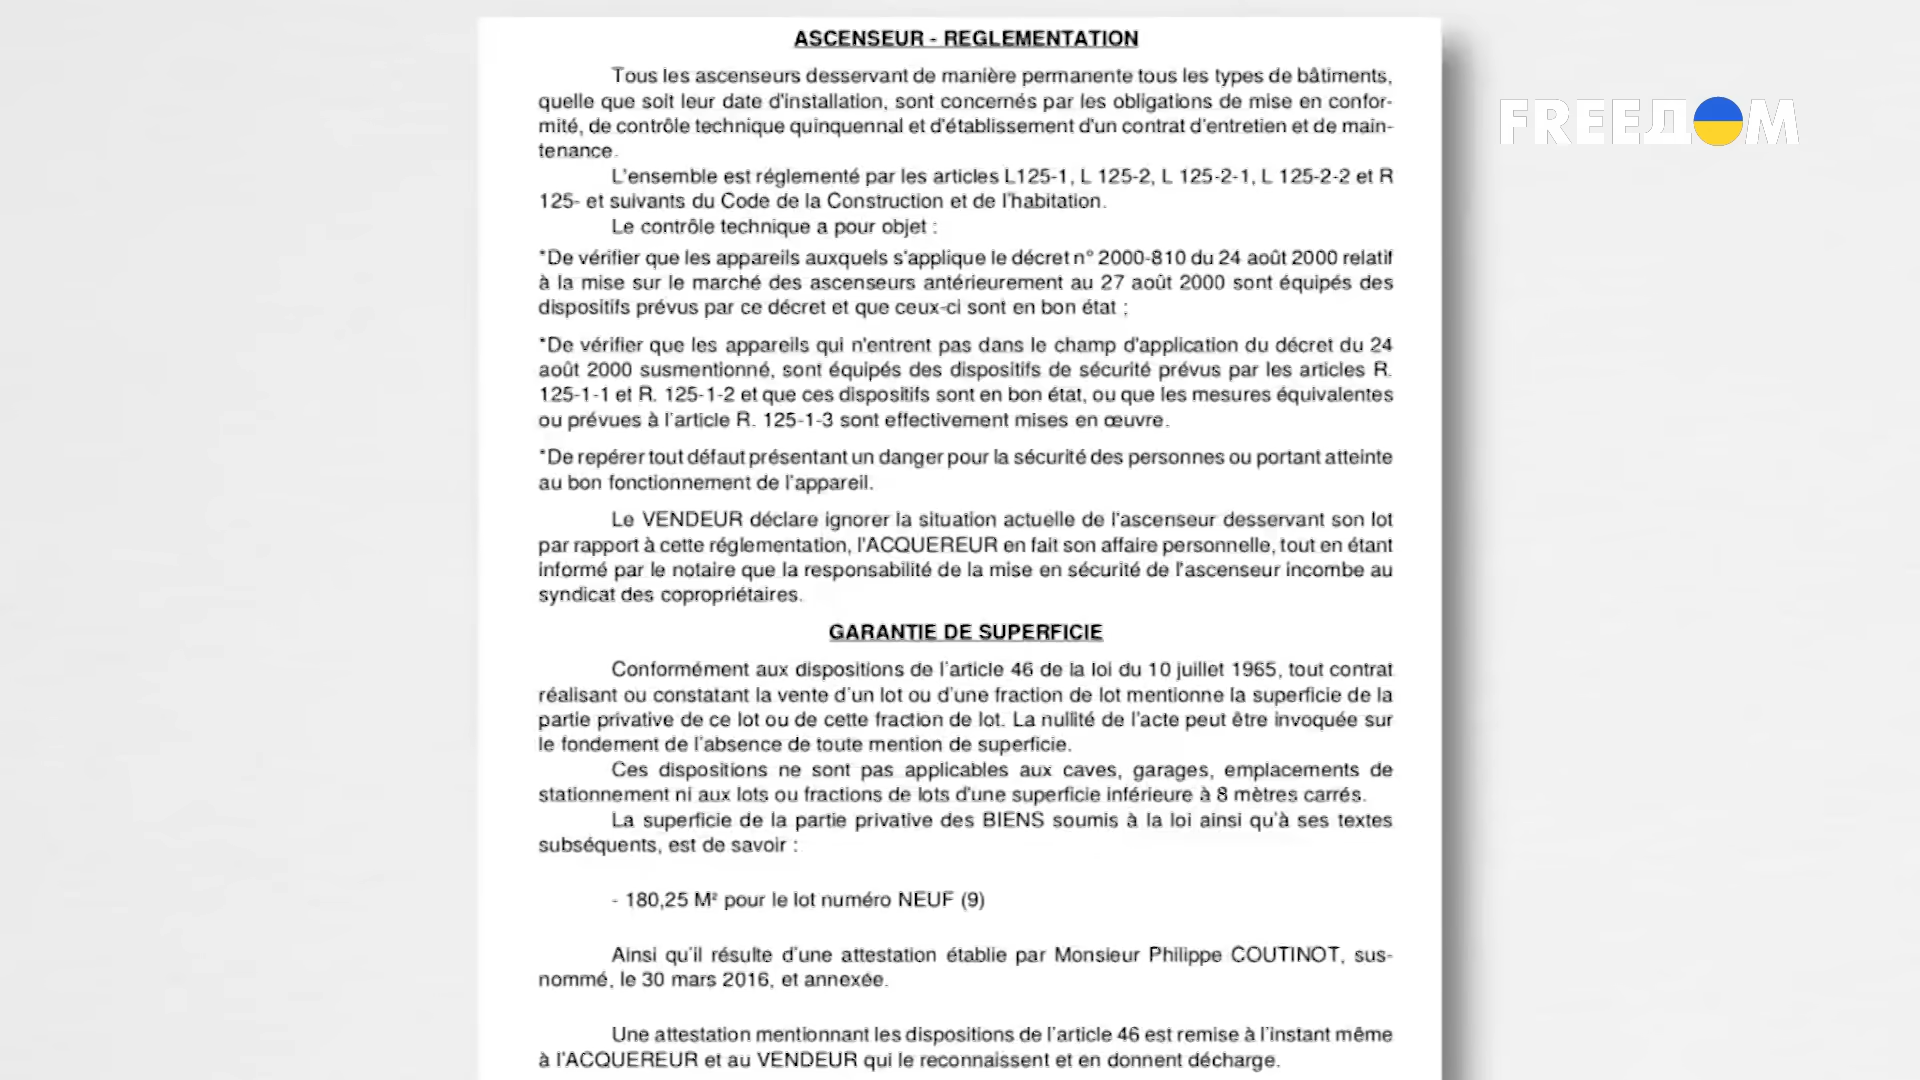 ASCENSEUR - REGLEMENTATION
Tous les ascenseurs desservant de manière permanente tous les types de bâtiments,
quelle que soit leur date d'installation, sont concernés par les obligations de mise en confor-
mité, de contrôle technique quinquennal et d'établissement d'un contrat d'entretien et de main-
tenance.
L'ensemble est réglementé par les articles L125-1, L 125-2, L 125-2-1, L 125-2-2 et R
125- et suivants du Code de la Construction et de l'habitation.
Le contrôle technique a pour objet :
*De vérifier que les appareils auxquels s'applique le décret n° 2000-810 du 24 août 2000 relatif
à la mise sur le marché des ascenseurs antérieurement au 27 août 2000 sont équipés des
dispositifs prévus par ce décret et que ceux-ci sont en bon état ;
*De vérifier que les appareils qui n'entrent pas dans le champ d'application du décret du 24
août 2000 susmentionné, sont équipés des dispositifs de sécurité prévus par les articles R.
125-1-1 et R. 125-1-2 et que ces dispositifs sont en bon état, ou que les mesures équivalentes
ou prévues à l'article R. 125-1-3 sont effectivement mises en œuvre.
*De repérer tout défaut présentant un danger pour la sécurité des personnes ou portant atteinte
au bon fonctionnement de l'appareil.
Le VENDEUR déclare ignorer la situation actuelle de l'ascenseur desservant son lot
par rapport à cette réglementation, l'ACQUEREUR en fait son affaire personnelle, tout en étant
informé par le notaire que la responsabilité de la mise en sécurité de l'ascenseur incombe au
syndicat des copropriétaires.
GARANTIE DE SUPERFICIE
Conformément aux dispositions de l'article 46 de la loi du 10 juillet 1965, tout contrat
réalisant ou constatant la vente d'un lot ou d'une fraction de lot mentionne la superficie de la
partie privative de ce lot ou de cette fraction de lot. La nullité de l'acte peut être invoquée sur
le fondement de l'absence de toute mention de superficie.
Ces dispositions ne sont pas applicables aux caves, garages, emplacements de
stationnement ni aux lots ou fractions de lots d'une superficie inférieure à 8 mètres carrés.
La superficie de la partie privative des BIENS soumis à la loi ainsi qu'à ses textes
subséquents, est de savoir :
- 180,25 M² pour le lot numéro NEUF (9)
Ainsi qu'il résulte d'une attestation établie par Monsieur Philippe COUTINOT, sus-
nommé, le 30 mars 2016, et annexée.
Une attestation mentionnant les dispositions de l'article 46 est remise à l'instant même
à l'ACQUEREUR et au VENDEUR qui le reconnaissent et en donnent décharge.
FREEДOM